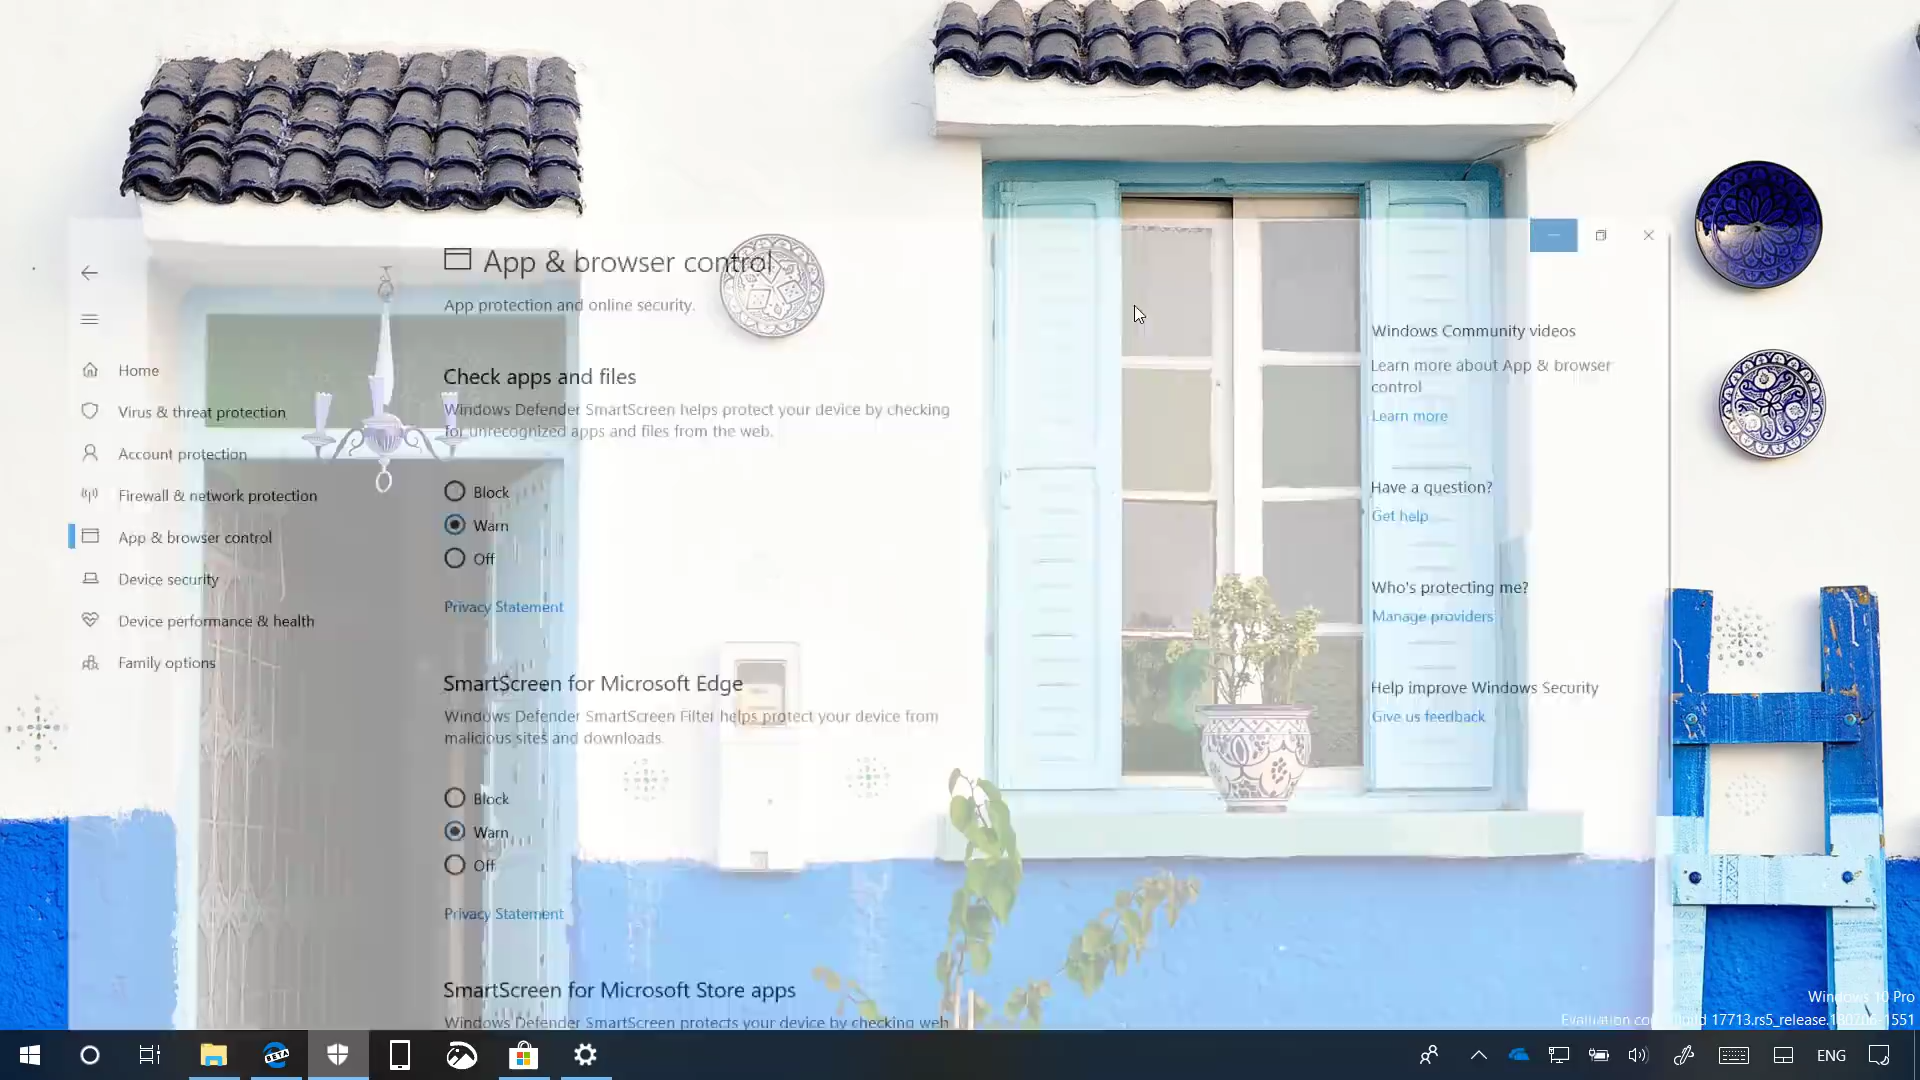 App & browser control
App protection and online security.
Home
Virus & threat protection
Account protection
Firewall & network protection
App & browser control
Device security
Device performance & health
Family options
Check apps and files
Windows Defender SmartScreen helps protect your device by checking
for unrecognized apps and files from the web.
Block
Warn
Off
Privacy Statement
SmartScreen for Microsoft Edge
Windows Defender SmartScreen Filter helps protect your device from
malicious sites and downloads.
Block
Warn
Off
Privacy Statement
SmartScreen for Microsoft Store apps
Windows Defender SmartScreen protects your device by checking web
Windows Community videos
Learn more about App & browser
control
Learn more
Have a question?
Get help
Who's protecting me?
Manage providers
Help improve Windows Security
Give us feedback
Windows 10 Pro
Evaluation 17713.rs5_release.180706-1551
BETA
ENG